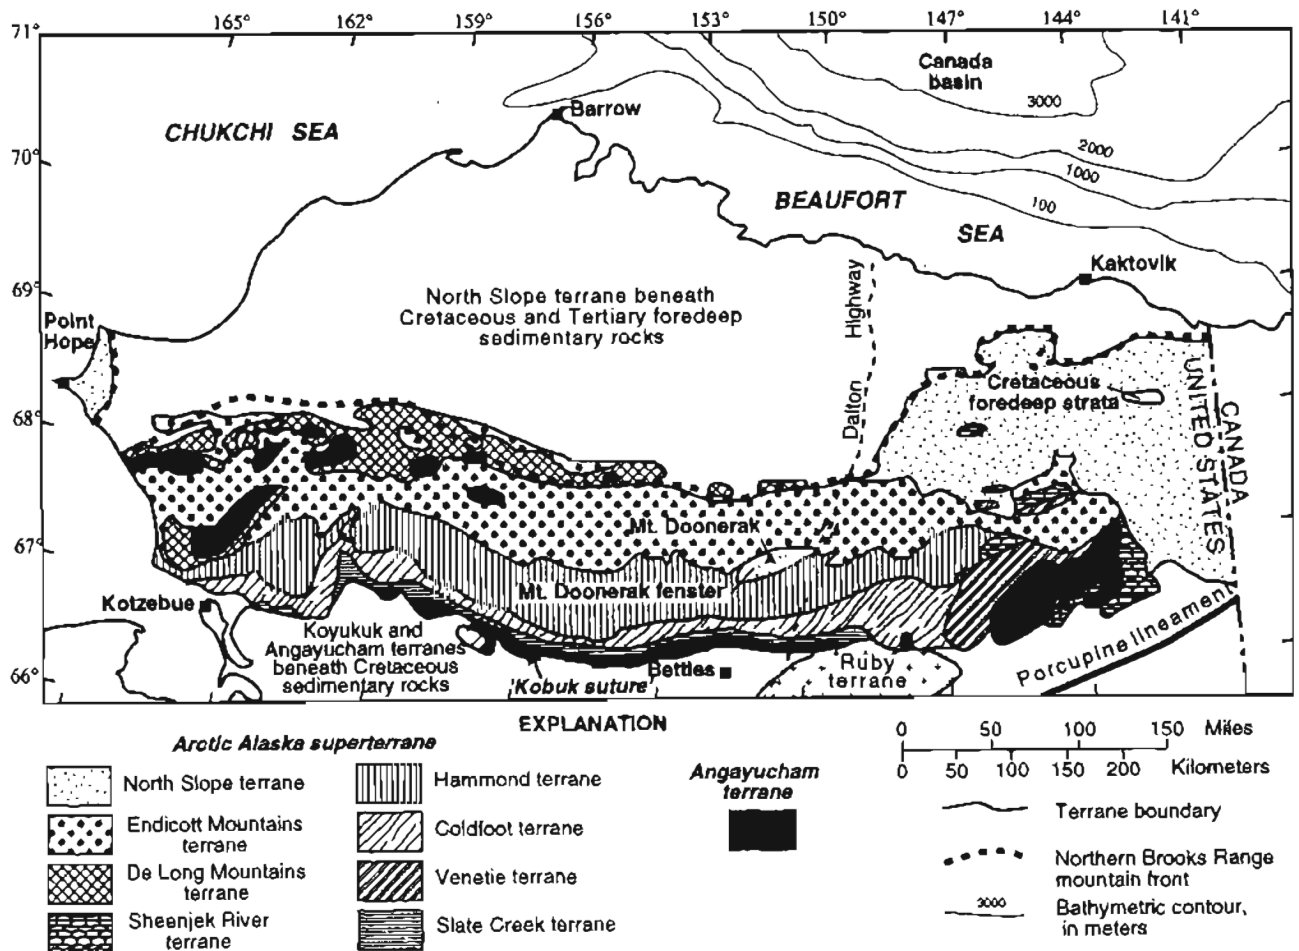 165° 162° 159° 156° 153° 150° 147° 144° 141°
71°
70°
69°
68°
67°
66°
Canada
basin
3000
2000
1000
100
Barrow
CHUKCHI SEA
BEAUFORT
SEA
Kaktovik
Point
Hope
North Slope terrane beneath
Cretaceous and Tertiary foredeep
sedimentary rocks
Dalton Highway
Cretaceous
foredeep strata
UNITED STATES
CANADA
Mt. Doonerak
Mt. Doonerak fenster
Kotzebue
Koyukuk and
Angayucham terranes
beneath Cretaceous
sedimentary rocks
Kobuk suture
Bettles
Ruby
terrane
Porcupine lineament
EXPLANATION
Arctic Alaska superterrane
North Slope terrane
Endicott Mountains
terrane
De Long Mountains
terrane
Sheenjek River
terrane
Hammond terrane
Coldfoot terrane
Venetie terrane
Slate Creek terrane
Angayucham
terrane
0 50 100 150 Miles
0 50 100 150 200 Kilometers
Terrane boundary
Northern Brooks Range
mountain front
3000
Bathymetric contour,
in meters